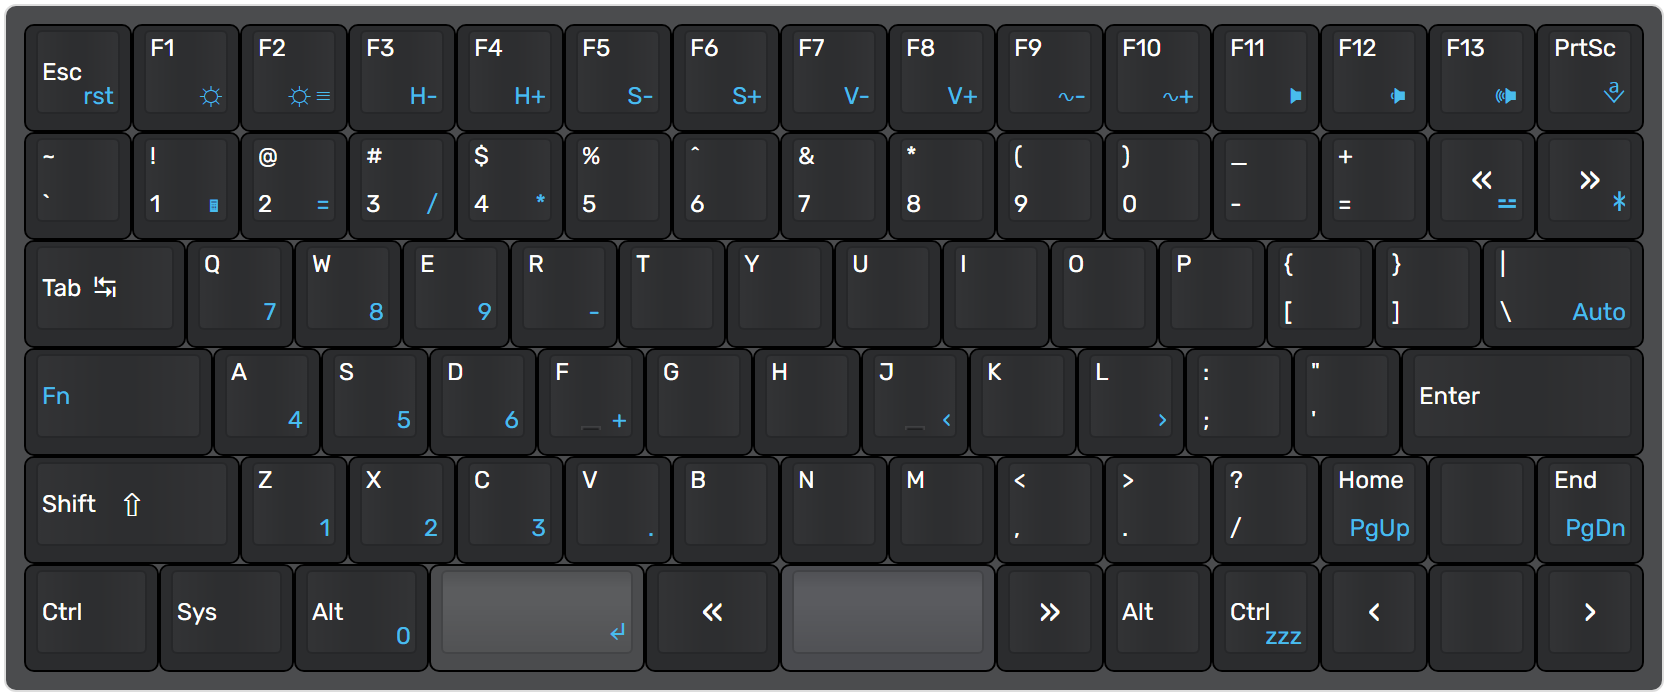 Esc rst F1 F2 F3 H- F4 H+ F5 S- F6 S+ F7 V- F8 V+ F9 ∿- F10 ∿+ F11 F12 F13 PrtSc a
~ ` ! 1 @ 2 = # 3 / $ 4 * % 5 ^ 6 & 7 * 8 ( 9 ) 0 _ - + = « »
Tab Q 7 W 8 E 9 R - T Y U I O P { [ } ] | \ Auto
Fn A 4 S 5 D 6 F + G H J ‹ K L › : ; " ' Enter
Shift ⇧ Z 1 X 2 C 3 V . B N M < , > . ? / Home PgUp End PgDn
Ctrl Sys Alt 0 ↲ « » Alt Ctrl zzz ‹ ›